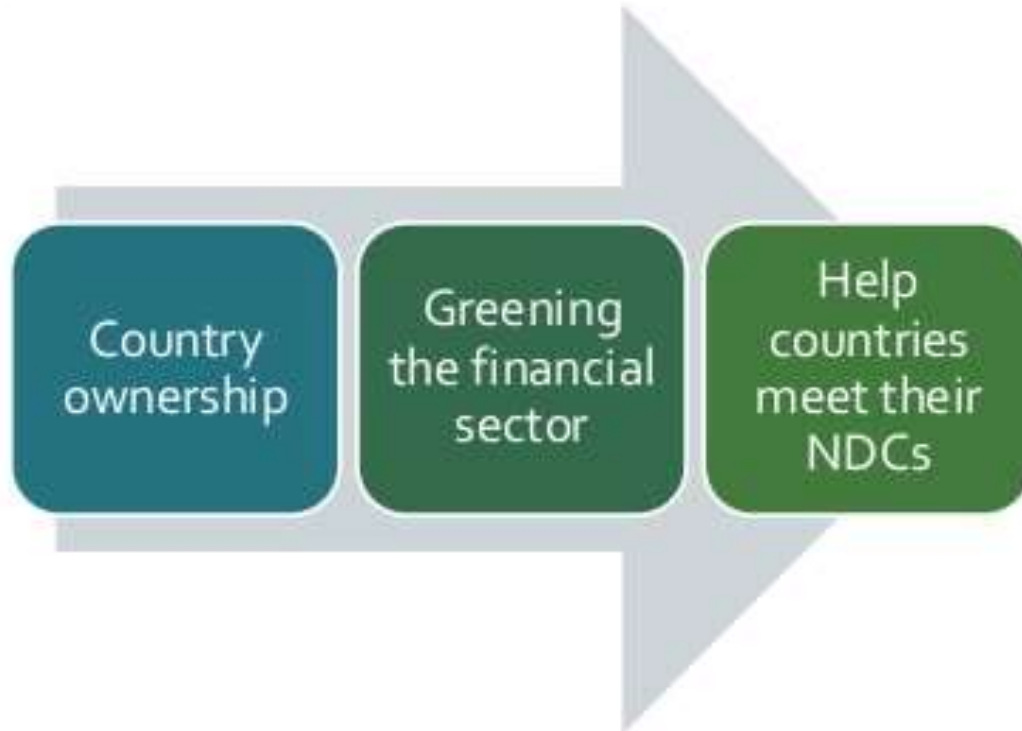 Country
ownership
Greening
the financial
sector
Help
countries
meet their
NDCs